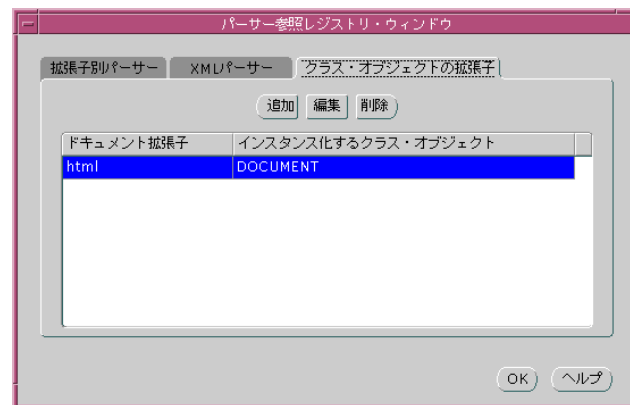 パーサー参照レジストリ・ウィンドウ
拡張子別パーサー XMLパーサー クラス・オブジェクトの拡張子
追加 編集 削除
ドキュメント拡張子 インスタンス化するクラス・オブジェクト
html DOCUMENT
OK ヘルプ